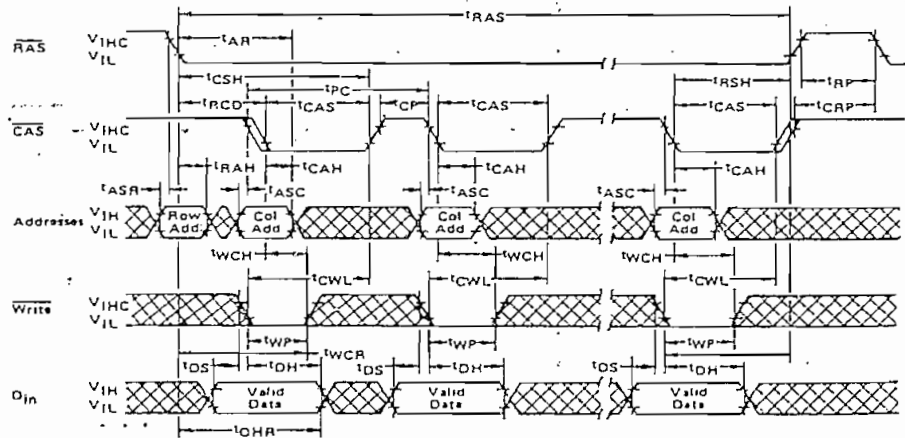 tRAS
RAS VIHC VIL tAR tCSH tRSH tRP
tPC
tRCD tCAS tCP tCAS tCAS tCRP
CAS VIHC VIL
tRAH tCAH tCAH tCAH
tASR tASC tASC tASC
Addresses VIH VIL Row Add Col Add Col Add Col Add
tWCH tWCH tWCH
tCWL tCWL tCWL
Write VIHC VIL
tWP tWP tWP
tWCR
tDS tDH tDS tDH tDS tDH
Din VIH VIL Valid Data Valid Data Valid Data
tDHR